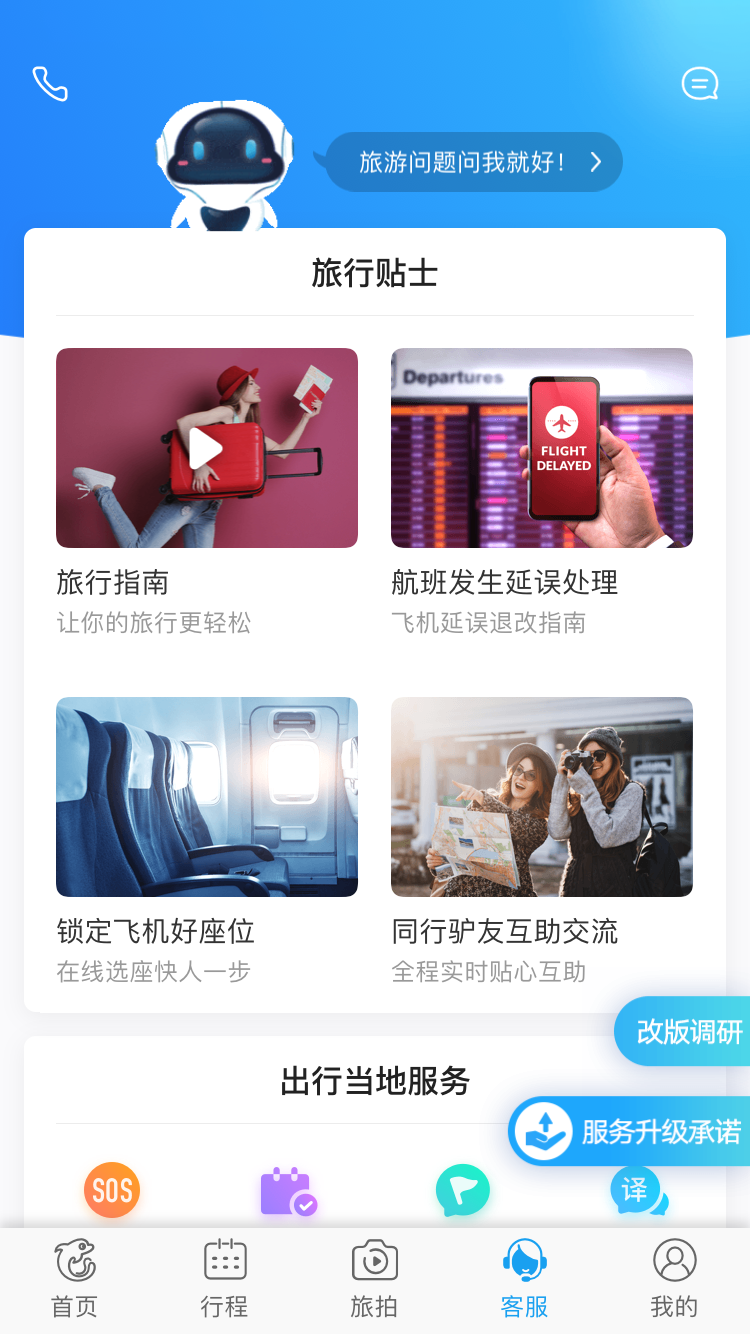 旅游问题问我就好！
旅行贴士
Departures
FLIGHT
DELAYED
旅行指南
航班发生延误处理
让你的旅行更轻松
飞机延误退改指南
锁定飞机好座位
同行驴友互助交流
在线选座快人一步
全程实时贴心互助
改版调研
出行当地服务
服务升级承诺
SOS
译
首页
行程
旅拍
客服
我的